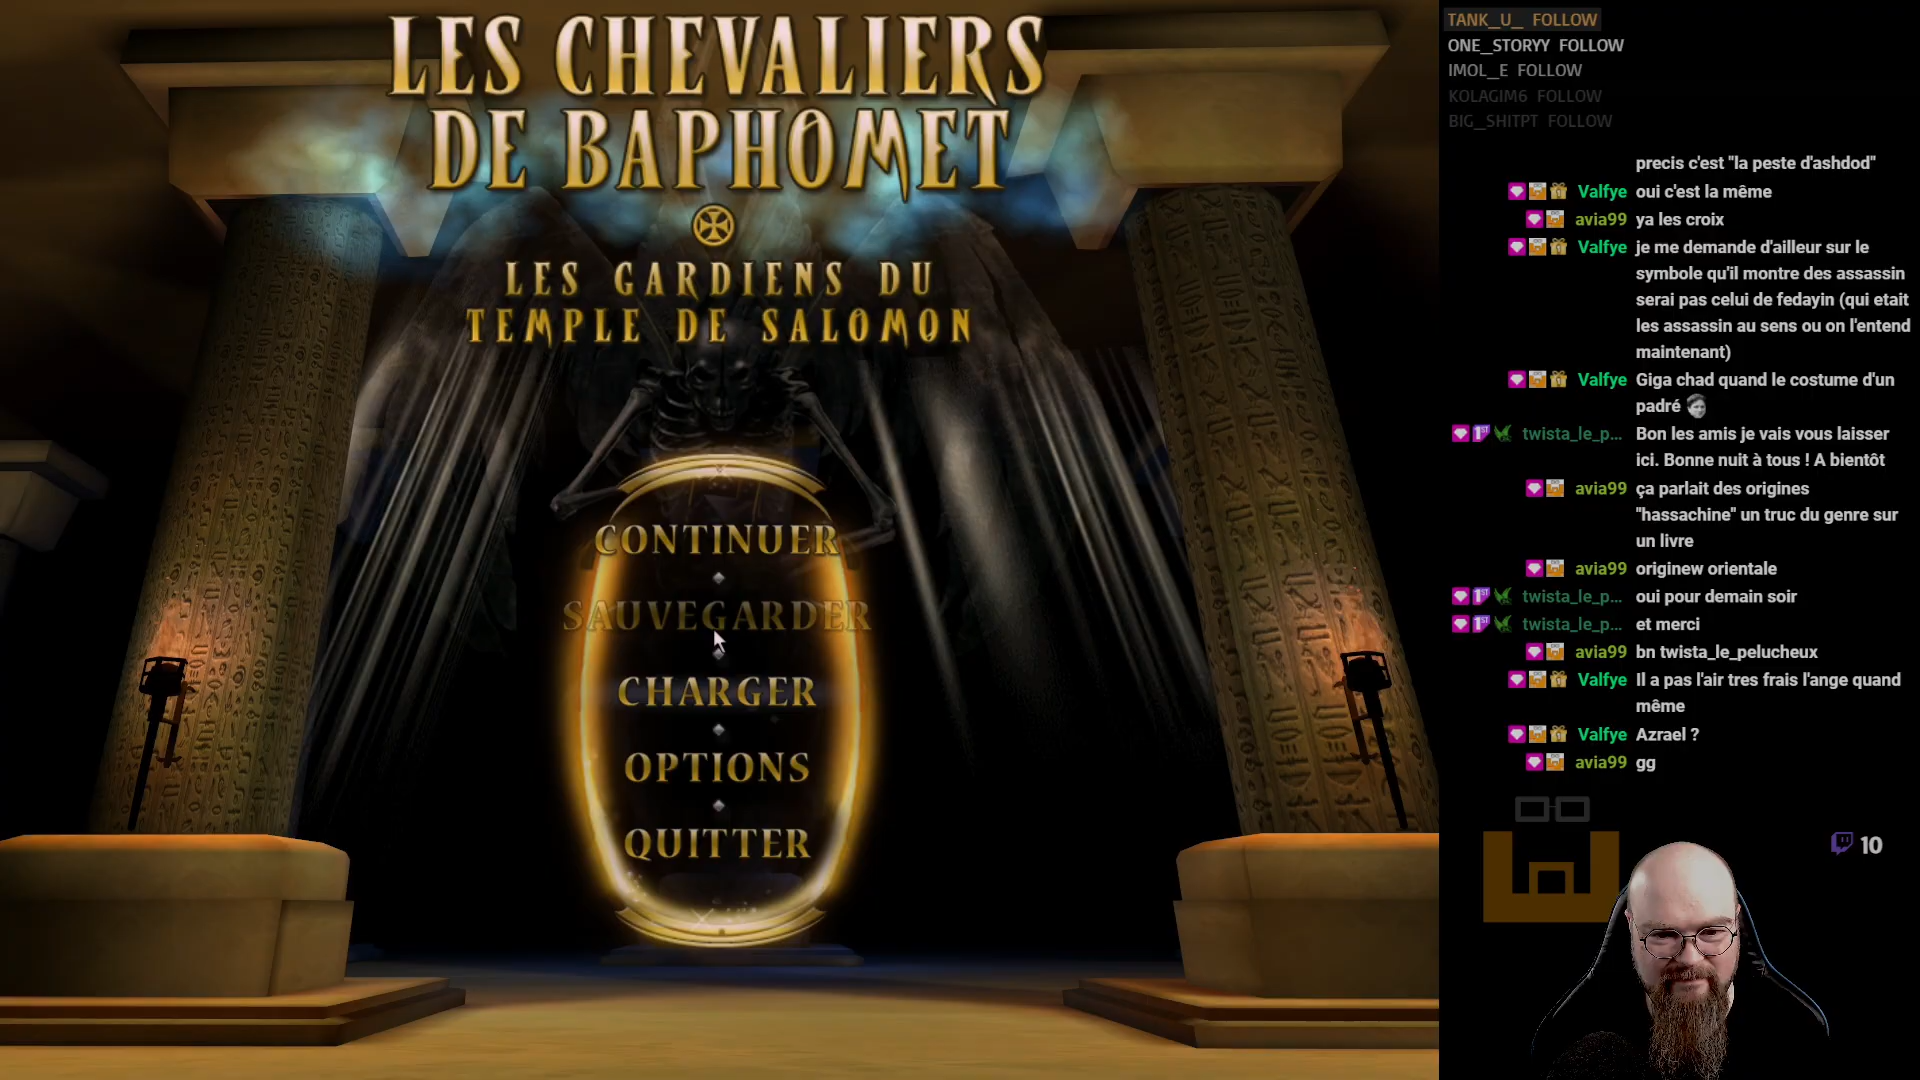 LES CHEVALIERS
DE BAPHOMET
LES GARDIENS DU
TEMPLE DE SALOMON
CONTINUER
SAUVEGARDER
CHARGER
OPTIONS
QUITTER
TANK_U_ FOLLOW
ONE_STORYY FOLLOW
IMOL_E FOLLOW
KOLAGIM6 FOLLOW
BIG_SHITPT FOLLOW
precis c'est "la peste d'ashdod"
Valfye oui c'est la même
avia99 ya les croix
Valfye je me demande d'ailleur sur le
symbole qu'il montre des assassin
serai pas celui de fedayin (qui etait
les assassin au sens ou on l'entend
maintenant)
Valfye Giga chad quand le costume d'un
padré
twista_le_p... Bon les amis je vais vous laisser
ici. Bonne nuit à tous ! A bientôt
avia99 ça parlait des origines
"hassachine" un truc du genre sur
un livre
avia99 originew orientale
twista_le_p... oui pour demain soir
twista_le_p... et merci
avia99 bn twista_le_pelucheux
Valfye Il a pas l'air tres frais l'ange quand
même
Valfye Azrael ?
avia99 gg
10